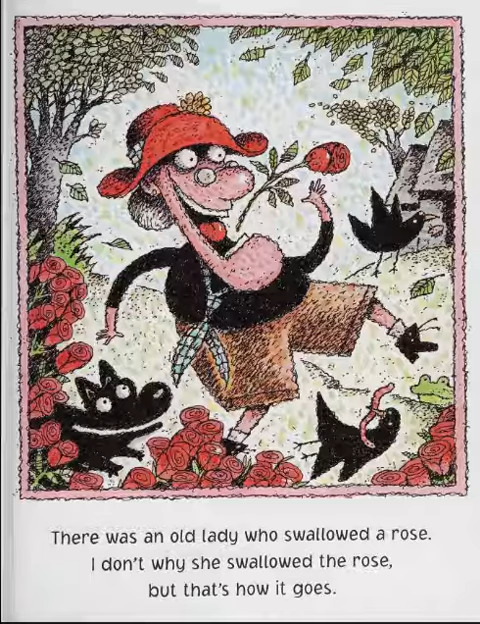 There was an old lady who swallowed a rose.
I don't why she swallowed the rose,
but that's how it goes.